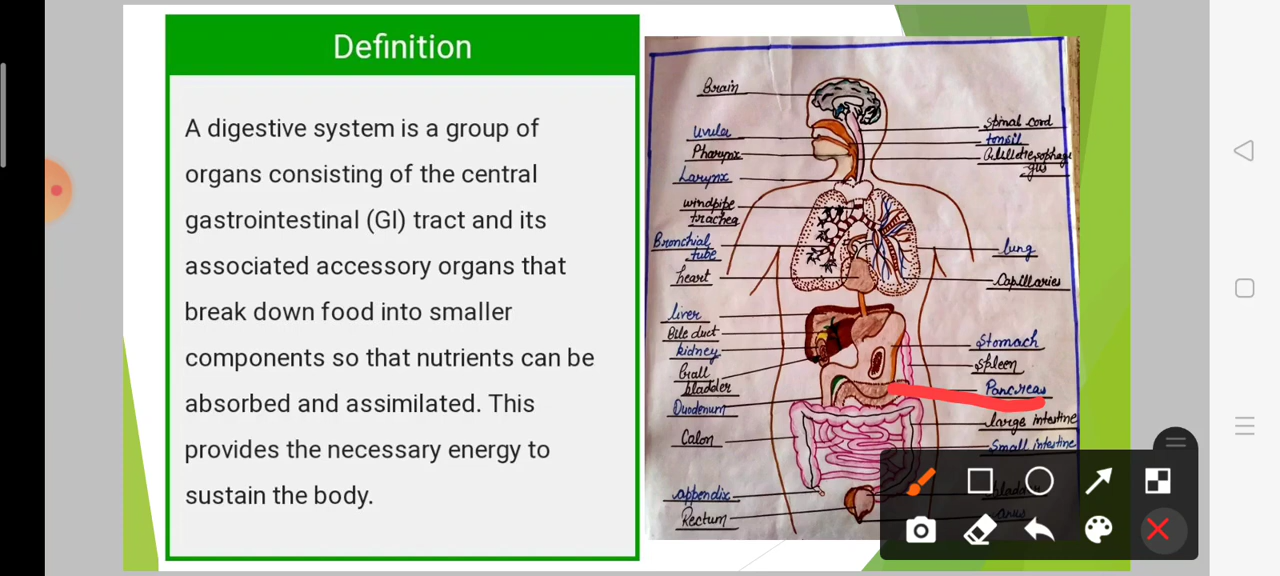 Definition
A digestive system is a group of
organs consisting of the central
gastrointestinal (GI) tract and its
associated accessory organs that
break down food into smaller
components so that nutrients can be
absorbed and assimilated. This
provides the necessary energy to
sustain the body.
Brain
Uvula
Pharynx
Larynx
windpipe
trachea
Bronchial
tube
heart
liver
Bile duct
kidney
Gall
bladder
Duodenum
Calon
appendix
Rectum
spinal cord
tonsil
lung
Capillaries
Stomach
Spleen
Pancreas
large intestine
Small intestine